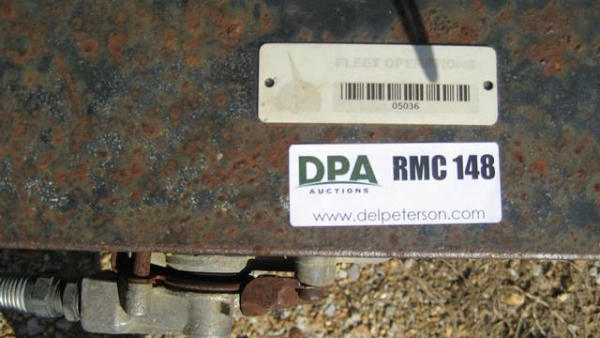 FLEET OPERATIONS
05036
DPA RMC 148
AUCTIONS
www.delpeterson.com